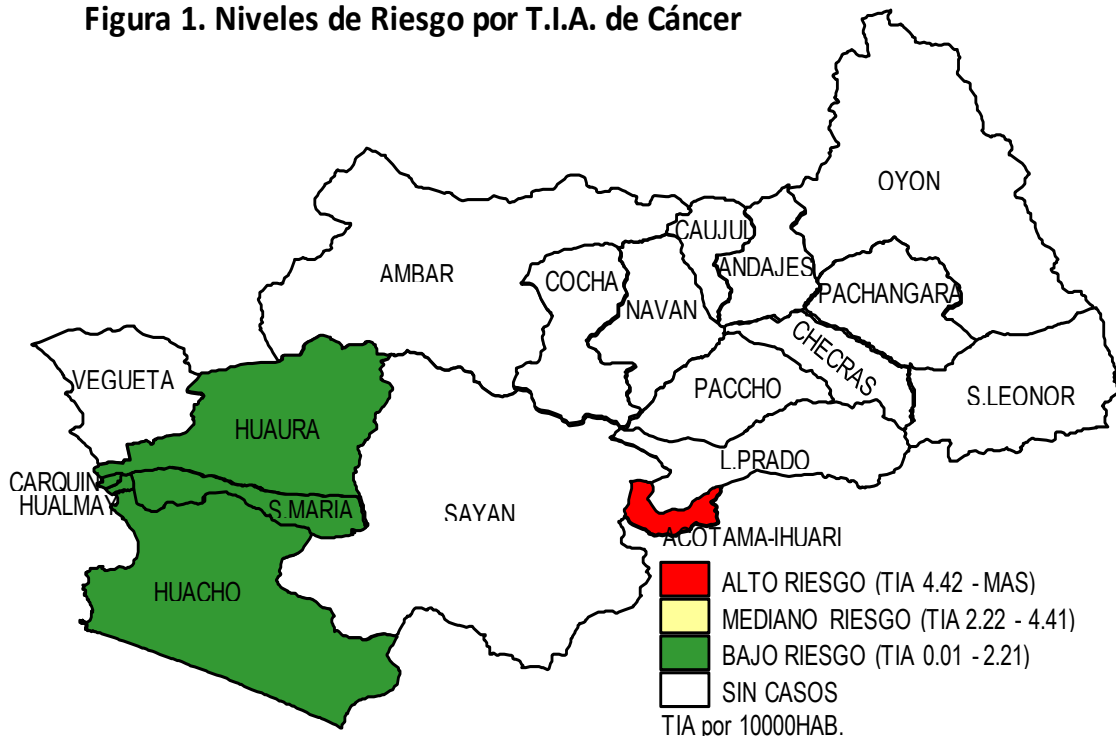 Figura 1. Niveles de Riesgo por T.I.A. de Cáncer
OYON
CAUJUL
ANDAJES
AMBAR
COCHA
PACHANGARA
NAVAN
CHECRAS
VEGUETA
PACCHO
S.LEONOR
HUAURA
L.PRADO
CARQUIN
HUALMAY
S.MARIA
SAYAN
ACOTAMA-IHUARI
HUACHO
ALTO RIESGO (TIA 4.42 - MAS)
MEDIANO RIESGO (TIA 2.22 - 4.41)
BAJO RIESGO (TIA 0.01 - 2.21)
SIN CASOS
TIA por 10000HAB.